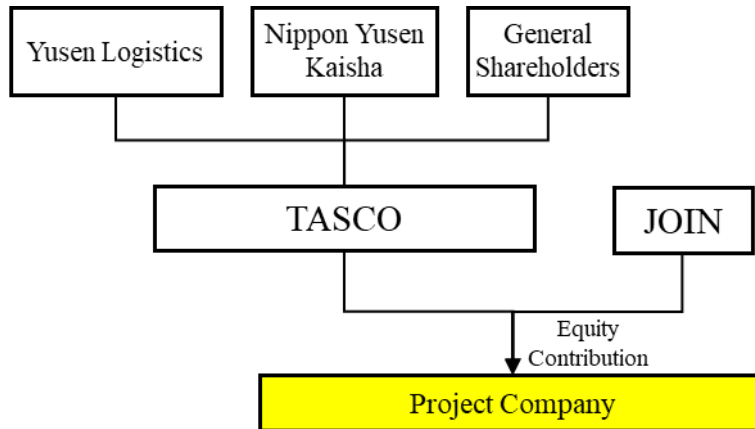 Yusen Logistics
Nippon Yusen
Kaisha
General
Shareholders
TASCO
JOIN
Equity
Contribution
Project Company